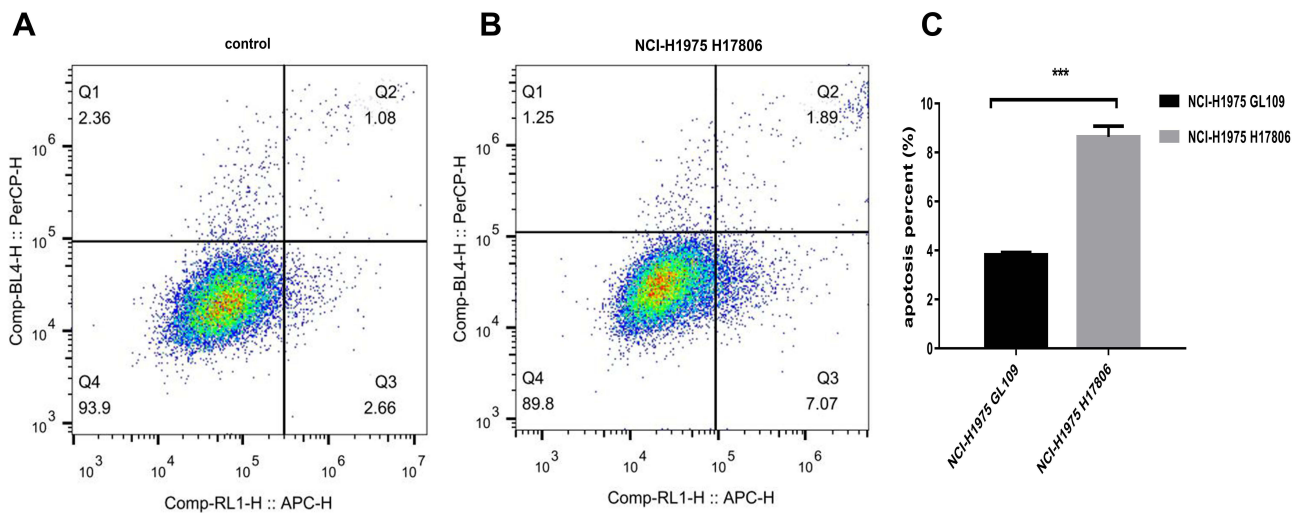 A
control
Q1
2.36
Q2
1.08
Q4
93.9
Q3
2.66
Comp-BL4-H :: PerCP-H
10^6
10^5
10^4
10^3
10^3 10^4 10^5 10^6 10^7
Comp-RL1-H :: APC-H
B
NCI-H1975 H17806
Q1
1.25
Q2
1.89
Q4
89.8
Q3
7.07
Comp-BL4-H :: PerCP-H
10^6
10^5
10^4
10^3
10^3 10^4 10^5 10^6
Comp-RL1-H :: APC-H
C
***
NCI-H1975 GL109
NCI-H1975 H17806
apotosis percent (%)
10
8
6
4
2
0
NCI-H1975 GL109
NCI-H1975 H17806